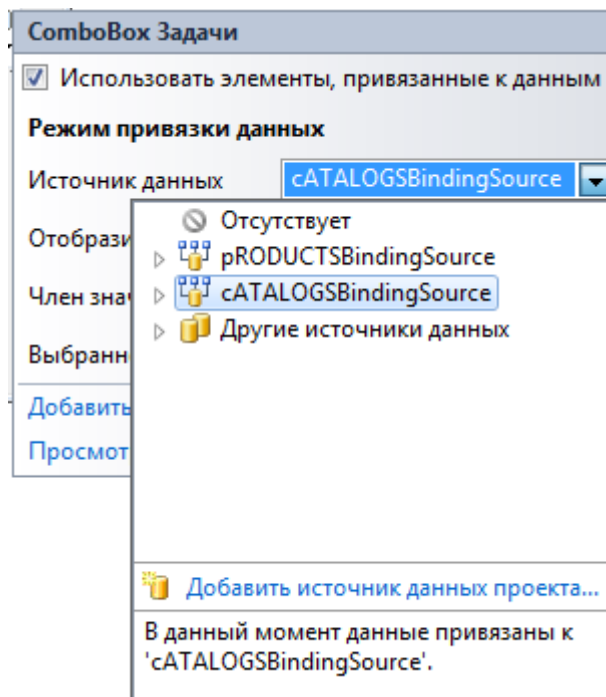 ComboBox Задачи
Использовать элементы, привязанные к данным
Режим привязки данных
Источник данных
cATALOGSBindingSource
Отсутствует
pRODUCTSBindingSource
cATALOGSBindingSource
Другие источники данных
Отобрази
Член знач
Выбранн
Добавить
Просмот
Добавить источник данных проекта...
В данный момент данные привязаны к
'cATALOGSBindingSource'.